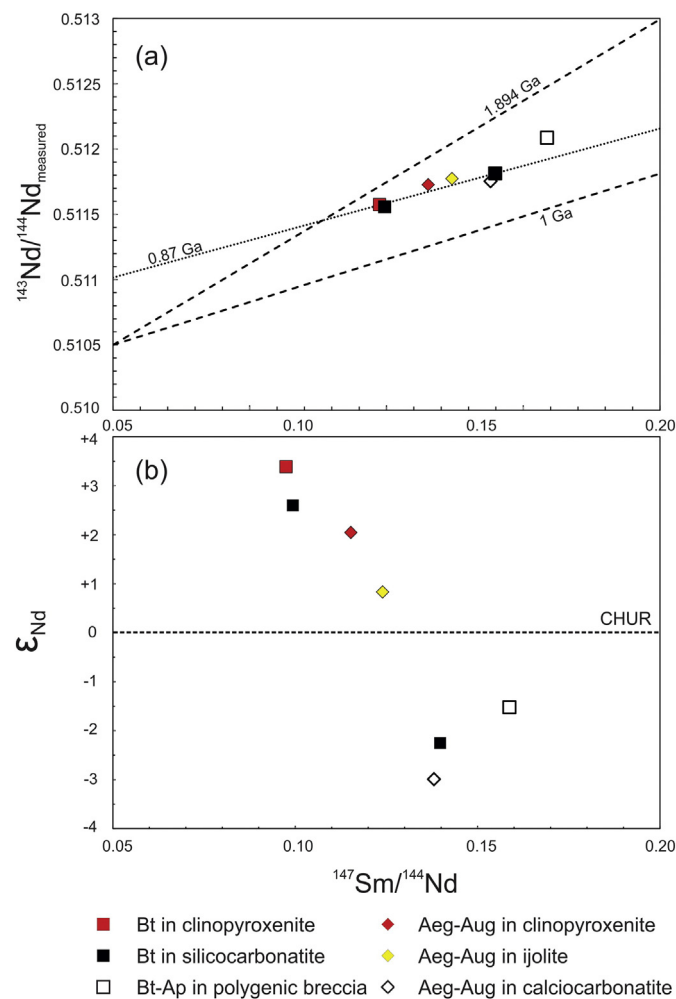 0.513
(a)
0.5125
1.894 Ga
0.512
¹⁴³Nd/¹⁴⁴Nd measured
0.5115
0.87 Ga
1 Ga
0.511
0.5105
0.510
0.05 0.10 0.15 0.20
+4
(b)
+3
+2
+1
CHUR
0
εNd
-1
-2
-3
-4
0.05 0.10 0.15 0.20
¹⁴⁷Sm/¹⁴⁴Nd
Bt in clinopyroxenite
Aeg-Aug in clinopyroxenite
Bt in silicocarbonatite
Aeg-Aug in ijolite
Bt-Ap in polygenic breccia
Aeg-Aug in calciocarbonatite